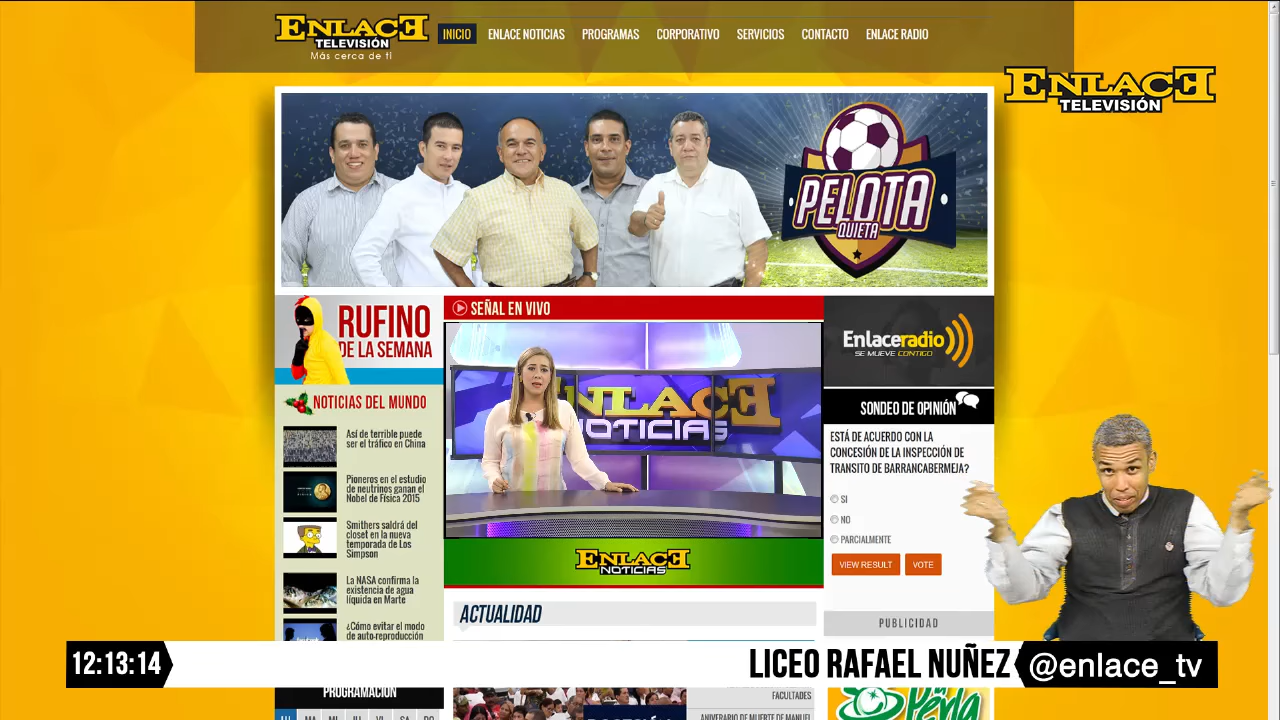 ENLACE
TELEVISIÓN
Más cerca de ti
INICIO
ENLACE NOTICIAS
PROGRAMAS
CORPORATIVO
SERVICIOS
CONTACTO
ENLACE RADIO
ENLACE
TELEVISIÓN
PELOTA
QUIETA
RUFINO
DE LA SEMANA
SEÑAL EN VIVO
ENLACE
NOTICIAS
Enlaceradio
SE MUEVE CONTIGO
NOTICIAS DEL MUNDO
Así de terrible puede
ser el tráfico en China
Pioneros en el estudio
de neutrinos ganan el
Nobel de Física 2015
Smithers saldrá del
closet en la nueva
temporada de Los
Simpson
La NASA confirma la
existencia de agua
líquida en Marte
¿Cómo evitar el modo
de auto-reproducción
SONDEO DE OPINIÓN
ESTÁ DE ACUERDO CON LA
CONCESIÓN DE LA INSPECCIÓN DE
TRANSITO DE BARRANCABERMEJA?
SI
NO
PARCIALMENTE
VIEW RESULT
VOTE
ENLACE
NOTICIAS
ACTUALIDAD
PUBLICIDAD
12:13:14
LICEO RAFAEL NUÑEZ
@enlace_tv
PROGRAMACIÓN
FACULTADES
ANIVERSARIO DE MUERTE DE MANUEL